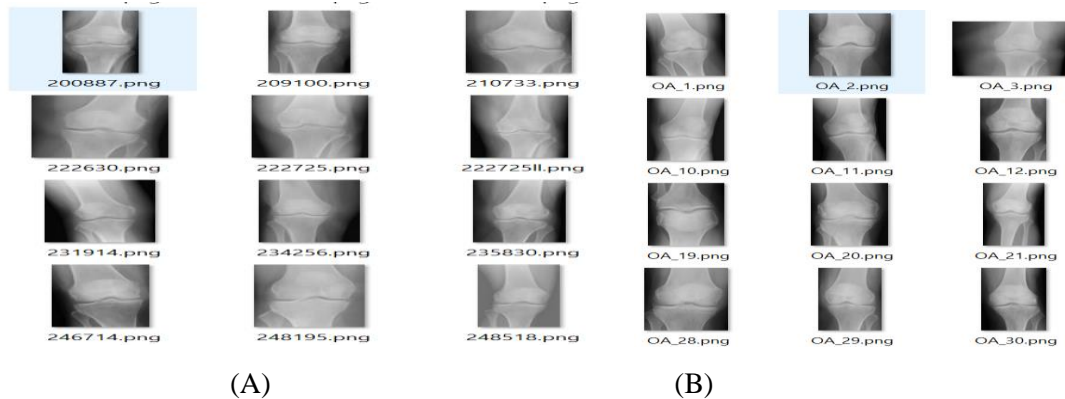 200887.png 209100.png 210733.png OA_1.png OA_2.png OA_3.png
222630.png 222725.png 222725ll.png OA_10.png OA_11.png OA_12.png
231914.png 234256.png 235830.png OA_19.png OA_20.png OA_21.png
246714.png 248195.png 248518.png OA_28.png OA_29.png OA_30.png
(A) (B)